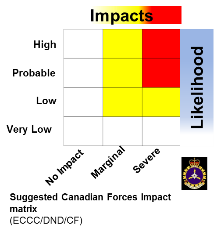 Impacts
High
Probable
Low
Very Low
Likelihood
No Impact
Marginal
Severe
Suggested Canadian Forces Impact
matrix
(ECCC/DND/CF)